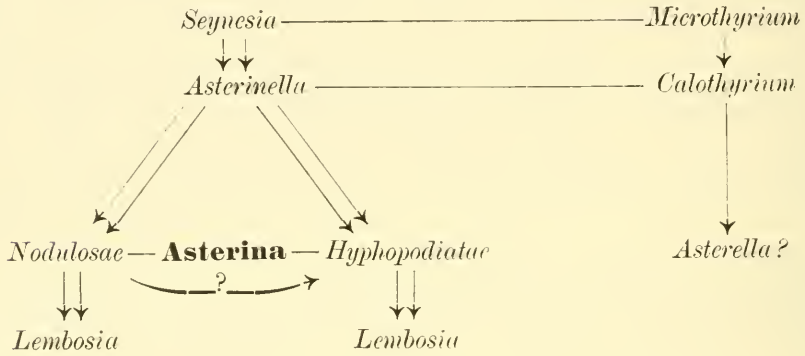 Seynesia Microthyrium
Asterinella Calothyrium
Nodulosae — Asterina — Hyphopodiatae Asterella?
?
Lembosia Lembosia